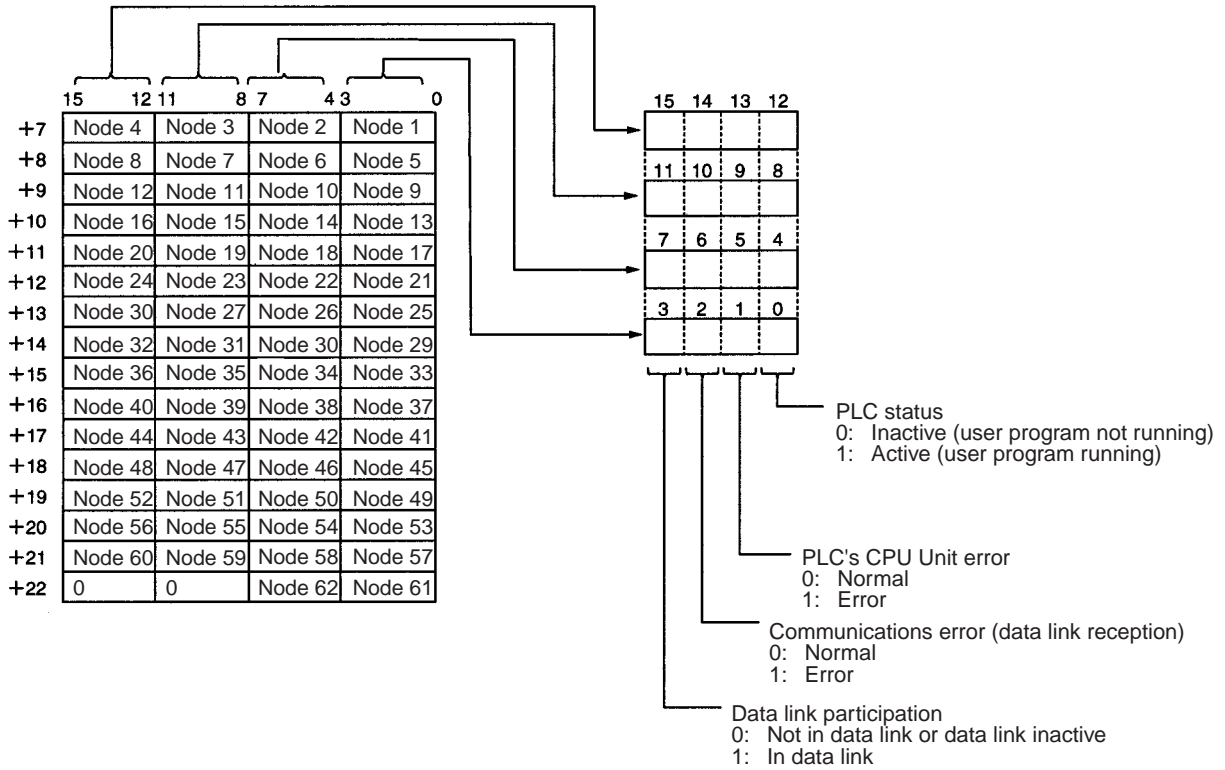 15 12 11 8 7 4 3 0
+7 Node 4 Node 3 Node 2 Node 1
+8 Node 8 Node 7 Node 6 Node 5
+9 Node 12 Node 11 Node 10 Node 9
+10 Node 16 Node 15 Node 14 Node 13
+11 Node 20 Node 19 Node 18 Node 17
+12 Node 24 Node 23 Node 22 Node 21
+13 Node 30 Node 27 Node 26 Node 25
+14 Node 32 Node 31 Node 30 Node 29
+15 Node 36 Node 35 Node 34 Node 33
+16 Node 40 Node 39 Node 38 Node 37
+17 Node 44 Node 43 Node 42 Node 41
+18 Node 48 Node 47 Node 46 Node 45
+19 Node 52 Node 51 Node 50 Node 49
+20 Node 56 Node 55 Node 54 Node 53
+21 Node 60 Node 59 Node 58 Node 57
+22 0 0 Node 62 Node 61
15 14 13 12
11 10 9 8
7 6 5 4
3 2 1 0
PLC status
0: Inactive (user program not running)
1: Active (user program running)
PLC's CPU Unit error
0: Normal
1: Error
Communications error (data link reception)
0: Normal
1: Error
Data link participation
0: Not in data link or data link inactive
1: In data link